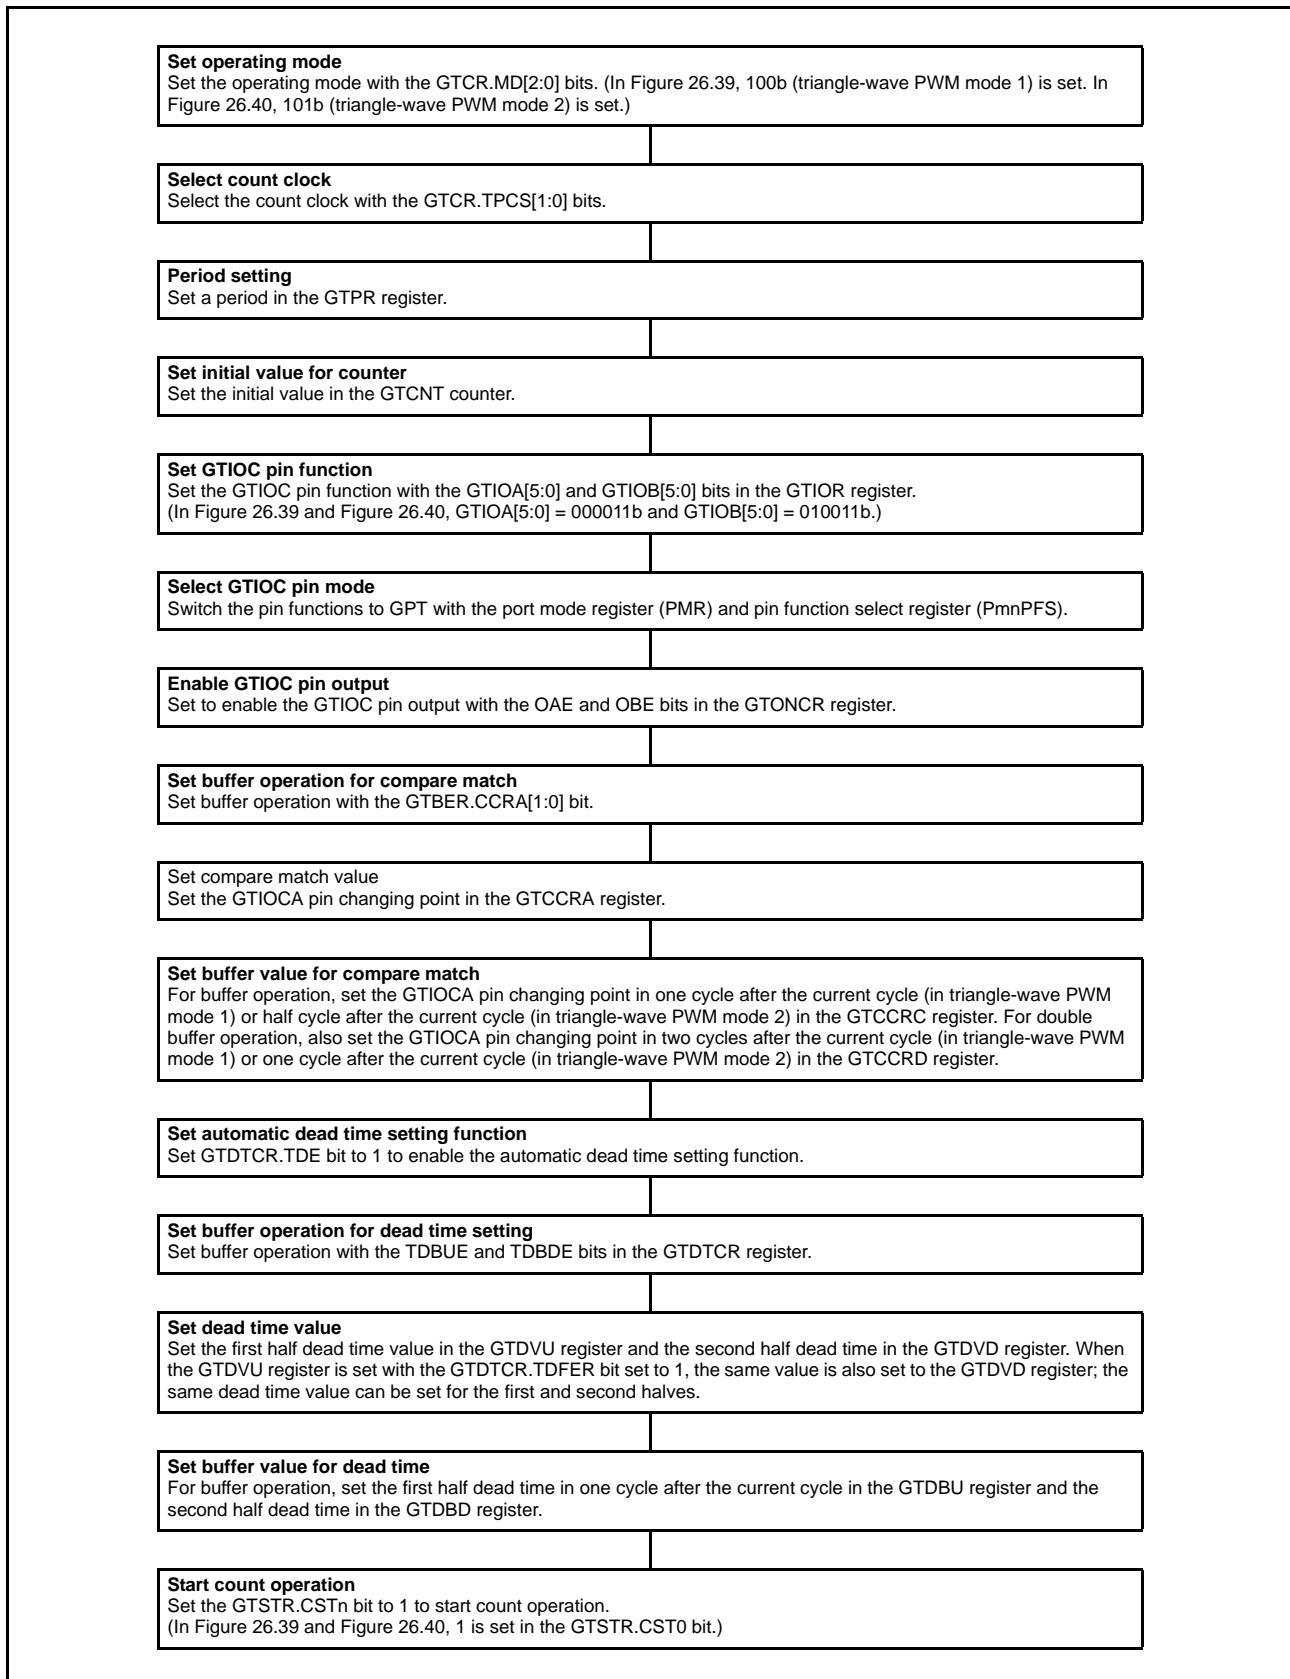 Set operating mode
Set the operating mode with the GTCR.MD[2:0] bits. (In Figure 26.39, 100b (triangle-wave PWM mode 1) is set. In
Figure 26.40, 101b (triangle-wave PWM mode 2) is set.)
Select count clock
Select the count clock with the GTCR.TPCS[1:0] bits.
Period setting
Set a period in the GTPR register.
Set initial value for counter
Set the initial value in the GTCNT counter.
Set GTIOC pin function
Set the GTIOC pin function with the GTIOA[5:0] and GTIOB[5:0] bits in the GTIOR register.
(In Figure 26.39 and Figure 26.40, GTIOA[5:0] = 000011b and GTIOB[5:0] = 010011b.)
Select GTIOC pin mode
Switch the pin functions to GPT with the port mode register (PMR) and pin function select register (PmnPFS).
Enable GTIOC pin output
Set to enable the GTIOC pin output with the OAE and OBE bits in the GTONCR register.
Set buffer operation for compare match
Set buffer operation with the GTBER.CCRA[1:0] bit.
Set compare match value
Set the GTIOCA pin changing point in the GTCCRA register.
Set buffer value for compare match
For buffer operation, set the GTIOCA pin changing point in one cycle after the current cycle (in triangle-wave PWM
mode 1) or half cycle after the current cycle (in triangle-wave PWM mode 2) in the GTCCRC register. For double
buffer operation, also set the GTIOCA pin changing point in two cycles after the current cycle (in triangle-wave PWM
mode 1) or one cycle after the current cycle (in triangle-wave PWM mode 2) in the GTCCRD register.
Set automatic dead time setting function
Set GTDTCR.TDE bit to 1 to enable the automatic dead time setting function.
Set buffer operation for dead time setting
Set buffer operation with the TDBUE and TDBDE bits in the GTDTCR register.
Set dead time value
Set the first half dead time value in the GTDVU register and the second half dead time in the GTDVD register. When
the GTDVU register is set with the GTDTCR.TDFER bit set to 1, the same value is also set to the GTDVD register; the
same dead time value can be set for the first and second halves.
Set buffer value for dead time
For buffer operation, set the first half dead time in one cycle after the current cycle in the GTDBU register and the
second half dead time in the GTDBD register.
Start count operation
Set the GTSTR.CSTn bit to 1 to start count operation.
(In Figure 26.39 and Figure 26.40, 1 is set in the GTSTR.CST0 bit.)